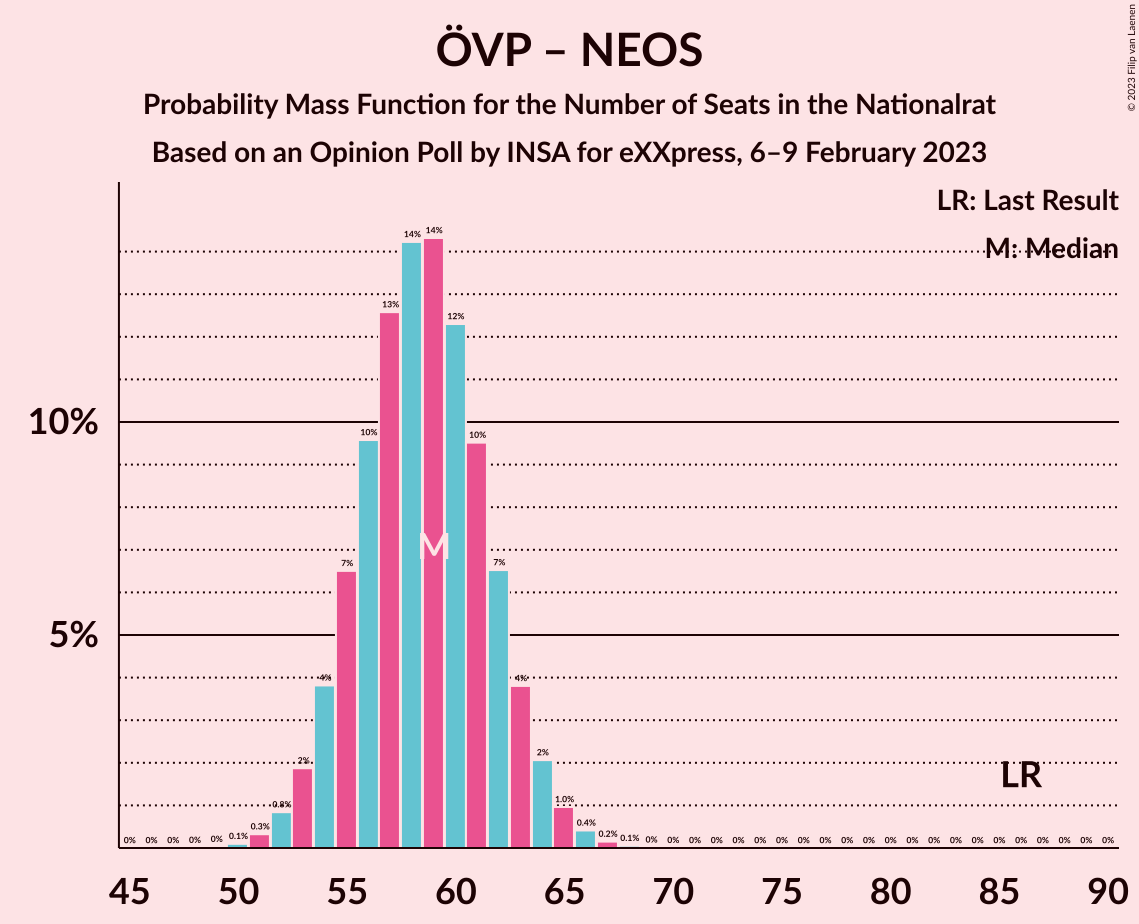 ÖVP – NEOS
Probability Mass Function for the Number of Seats in the Nationalrat
Based on an Opinion Poll by INSA for eXXpress, 6–9 February 2023
© 2023 Filip van Laenen
LR: Last Result
M: Median
10%
5%
0% 0% 0% 0% 0% 0.1% 0.3% 0.8% 2% 4% 7% 10% 13% 14% 14% 12% 10% 7% 4% 2% 1.0% 0.4% 0.2% 0.1% 0% 0% 0% 0% 0% 0% 0% 0% 0% 0% 0% 0% 0% 0% 0% 0% 0% 0% 0% 0% 0% 0%
M
LR
45 50 55 60 65 70 75 80 85 90